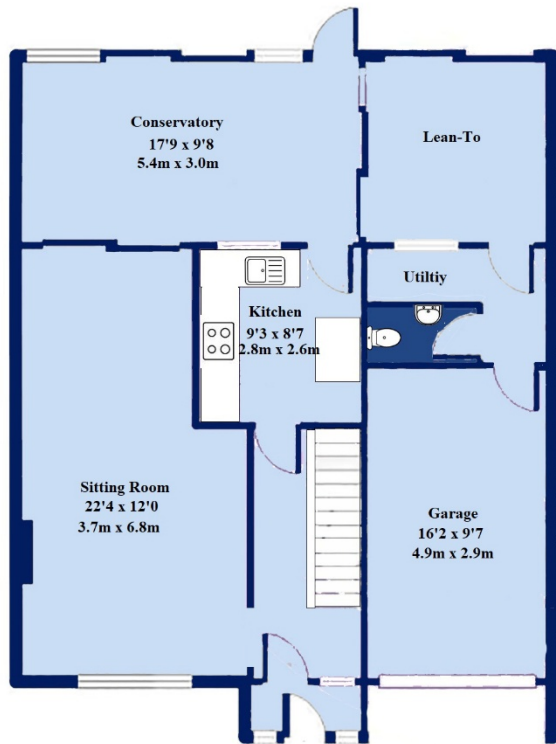 Conservatory
17'9 x 9'8
5.4m x 3.0m
Lean-To
Utiltiy
Kitchen
9'3 x 8'7
2.8m x 2.6m
Sitting Room
22'4 x 12'0
3.7m x 6.8m
Garage
16'2 x 9'7
4.9m x 2.9m